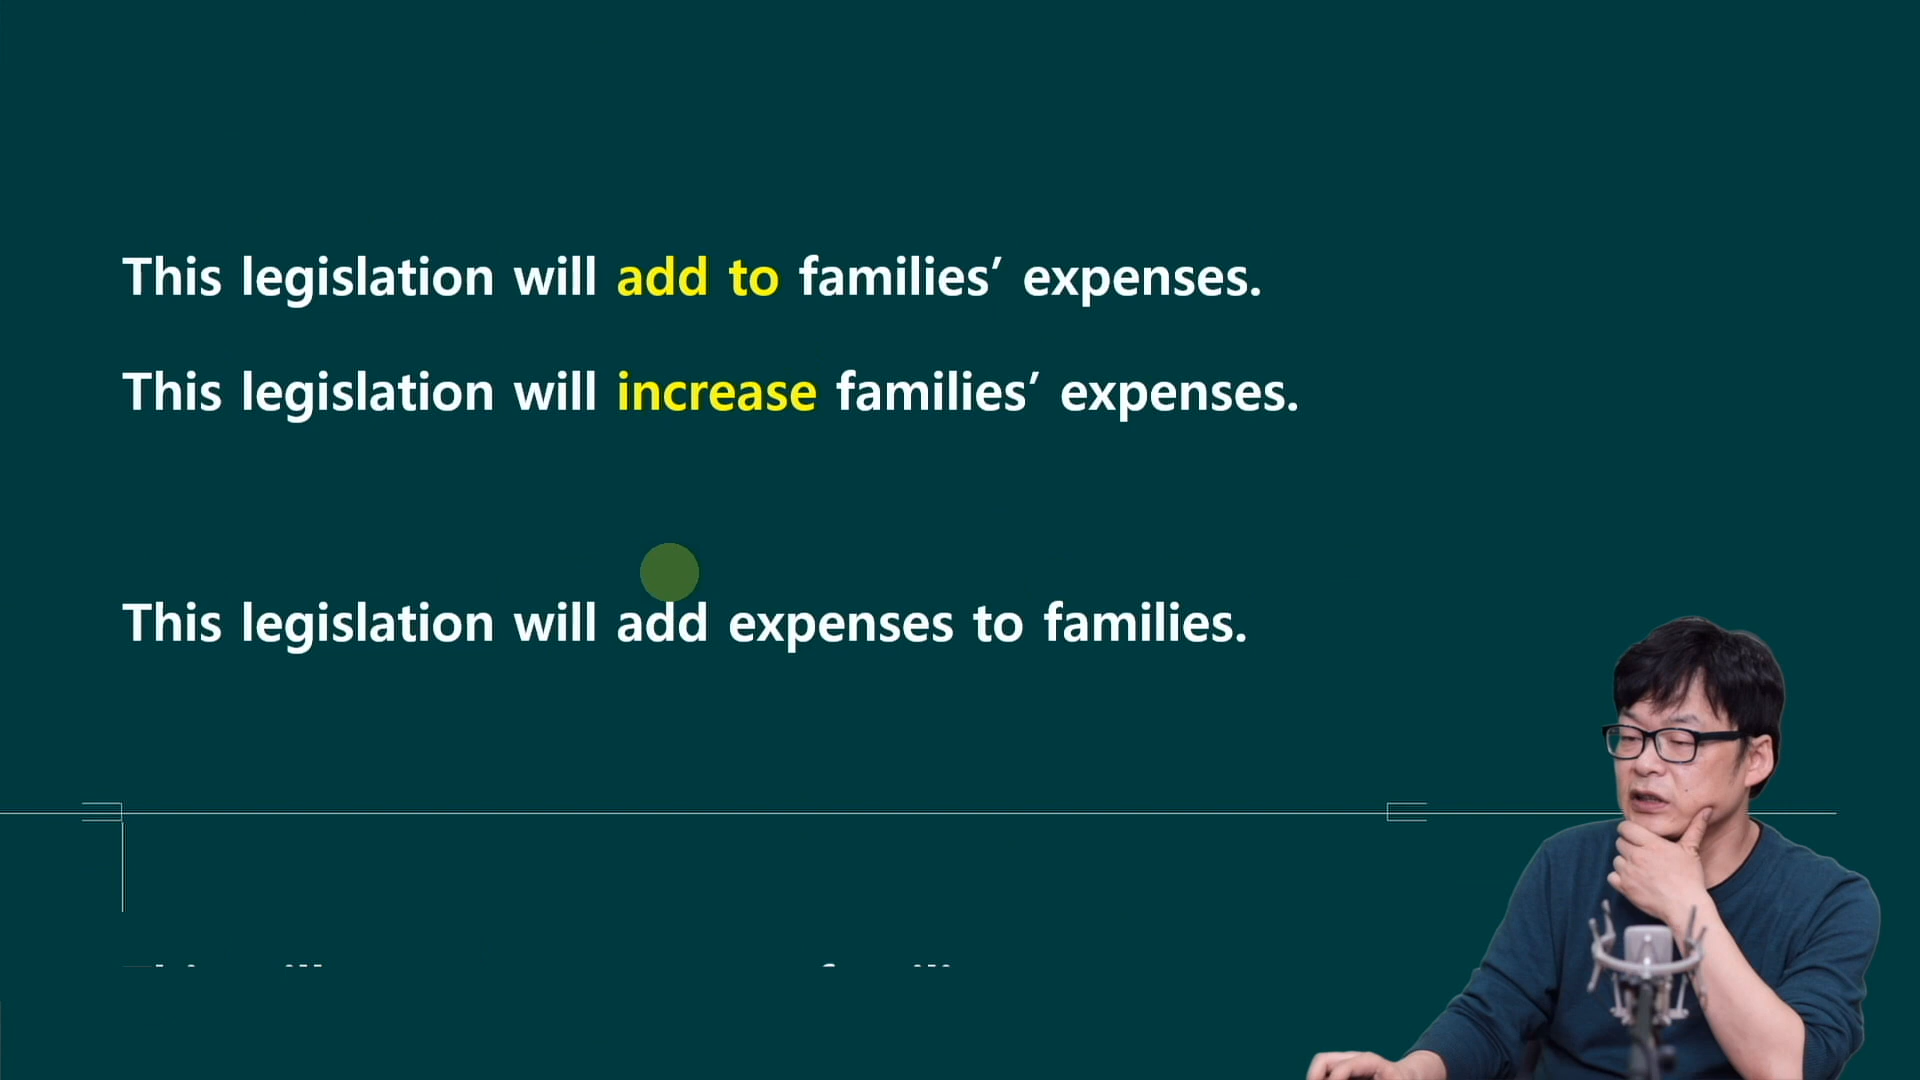 This legislation will add to families’ expenses.
This legislation will increase families’ expenses.
This legislation will add expenses to families.